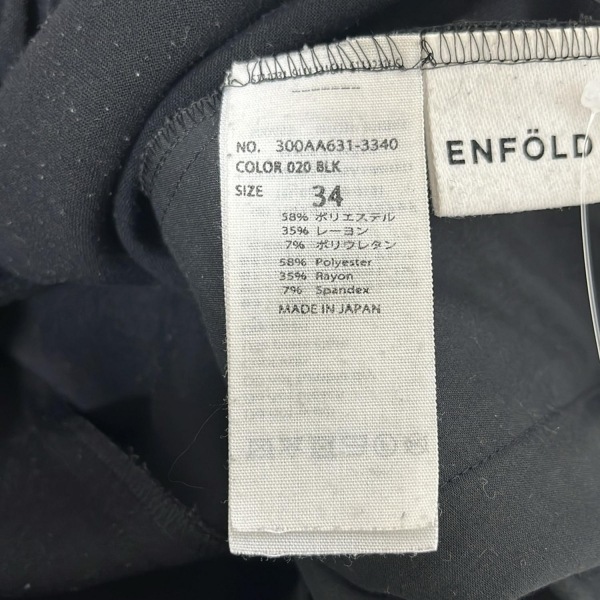 NO. 300AA631-3340
COLOR 020 BLK
SIZE 34
58% ポリエステル
35% レーヨン
7% ポリウレタン
58% Polyester
35% Rayon
7% Spandex
MADE IN JAPAN
ENFÖLD